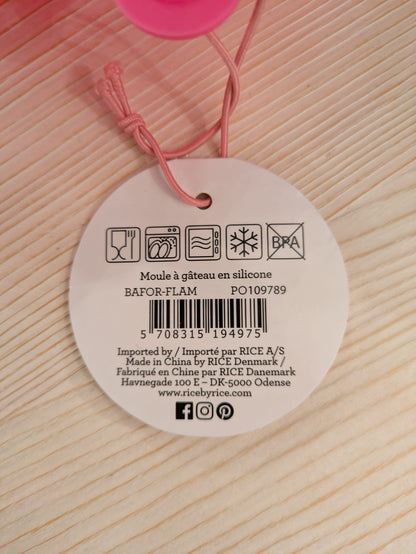 BPA
Moule à gâteau en silicone
BAFOR-FLAM PO109789
5 708315 194975
Imported by / Importé par RICE A/S
Made in China by RICE Denmark /
Fabriqué en Chine par RICE Danemark
Havnegade 100 E – DK-5000 Odense
www.ricebyrice.com